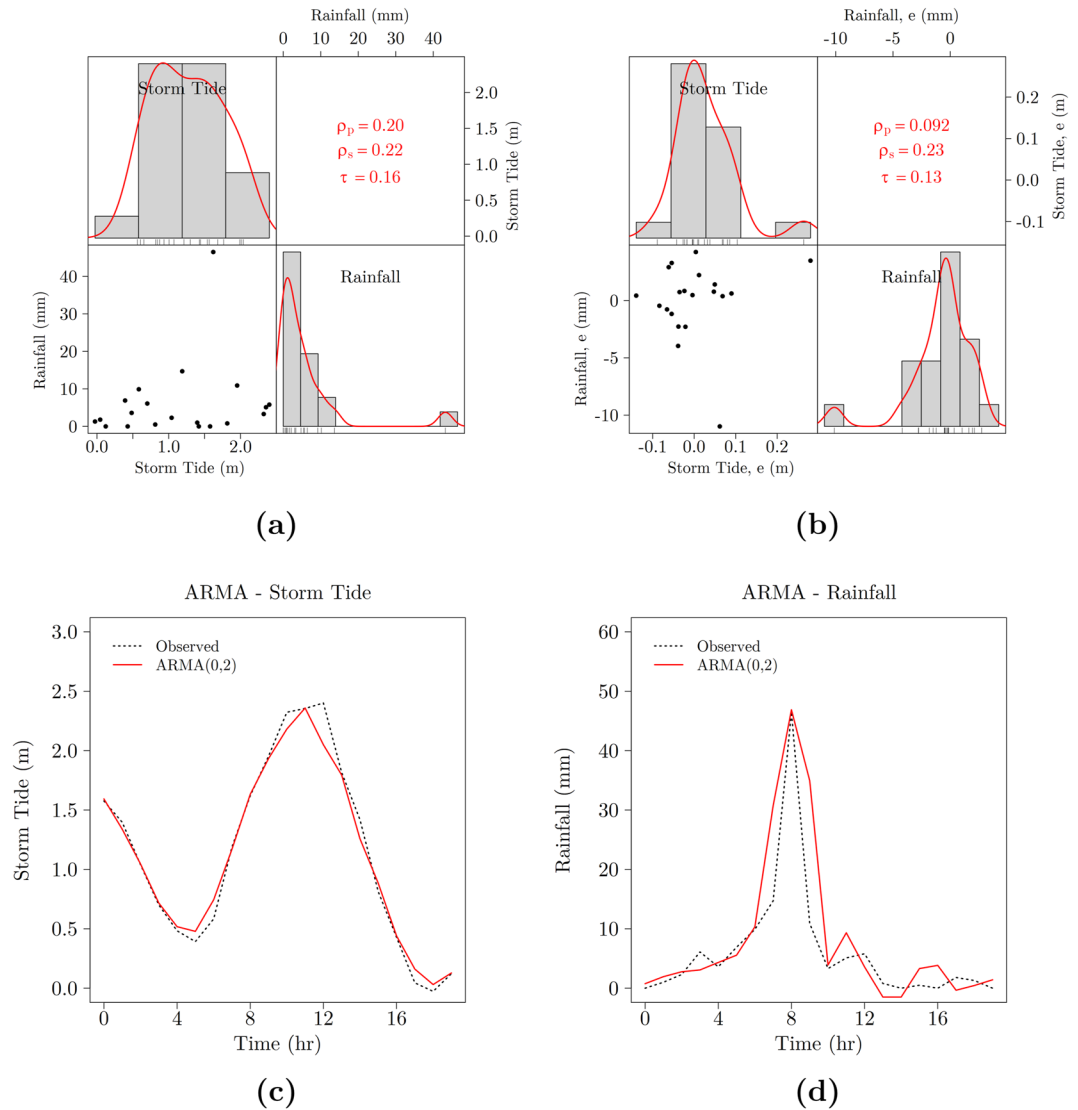 Rainfall (mm)
0 10 20 30 40
Storm Tide
ρp = 0.20
ρs = 0.22
τ = 0.16
0.0 0.5 1.0 1.5 2.0
Storm Tide (m)
Rainfall
0 10 20 30 40
Rainfall (mm)
0.0 1.0 2.0
Storm Tide (m)
(a)
Rainfall, e (mm)
-10 -5 0
Storm Tide
ρp = 0.092
ρs = 0.23
τ = 0.13
-0.1 0.0 0.1 0.2
Storm Tide, e (m)
Rainfall
-10 -5 0
Rainfall, e (mm)
-0.1 0.0 0.1 0.2
Storm Tide, e (m)
(b)
ARMA - Storm Tide
Observed
ARMA(0,2)
3.0
2.5
2.0
1.5
1.0
0.5
0.0
Storm Tide (m)
0 4 8 12 16
Time (hr)
(c)
ARMA - Rainfall
Observed
ARMA(0,2)
60
50
40
30
20
10
0
Rainfall (mm)
0 4 8 12 16
Time (hr)
(d)